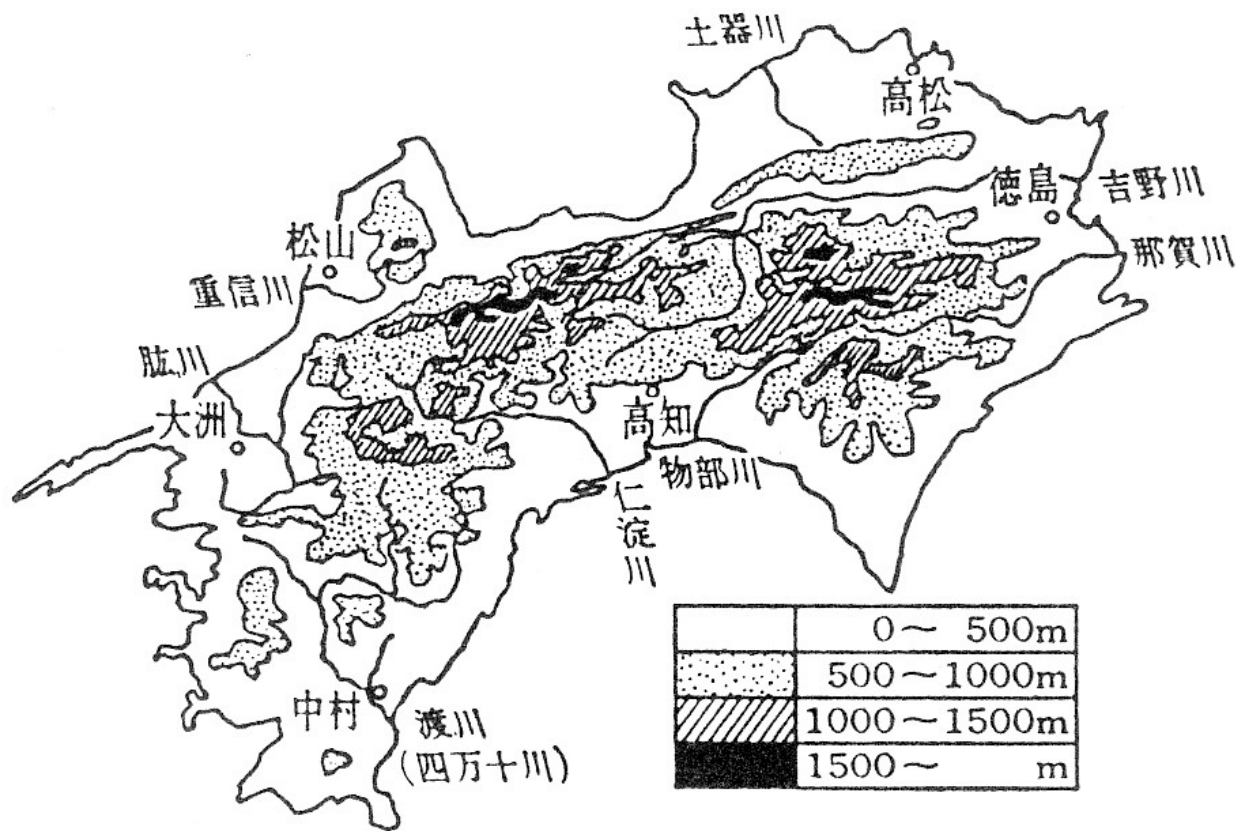 土器川
高松
徳島
吉野川
那賀川
松山
重信川
肱川
大洲
高知
物部川
仁淀川
中村
渡川
(四万十川)
0～ 500m
500～1000m
1000～1500m
1500～ m